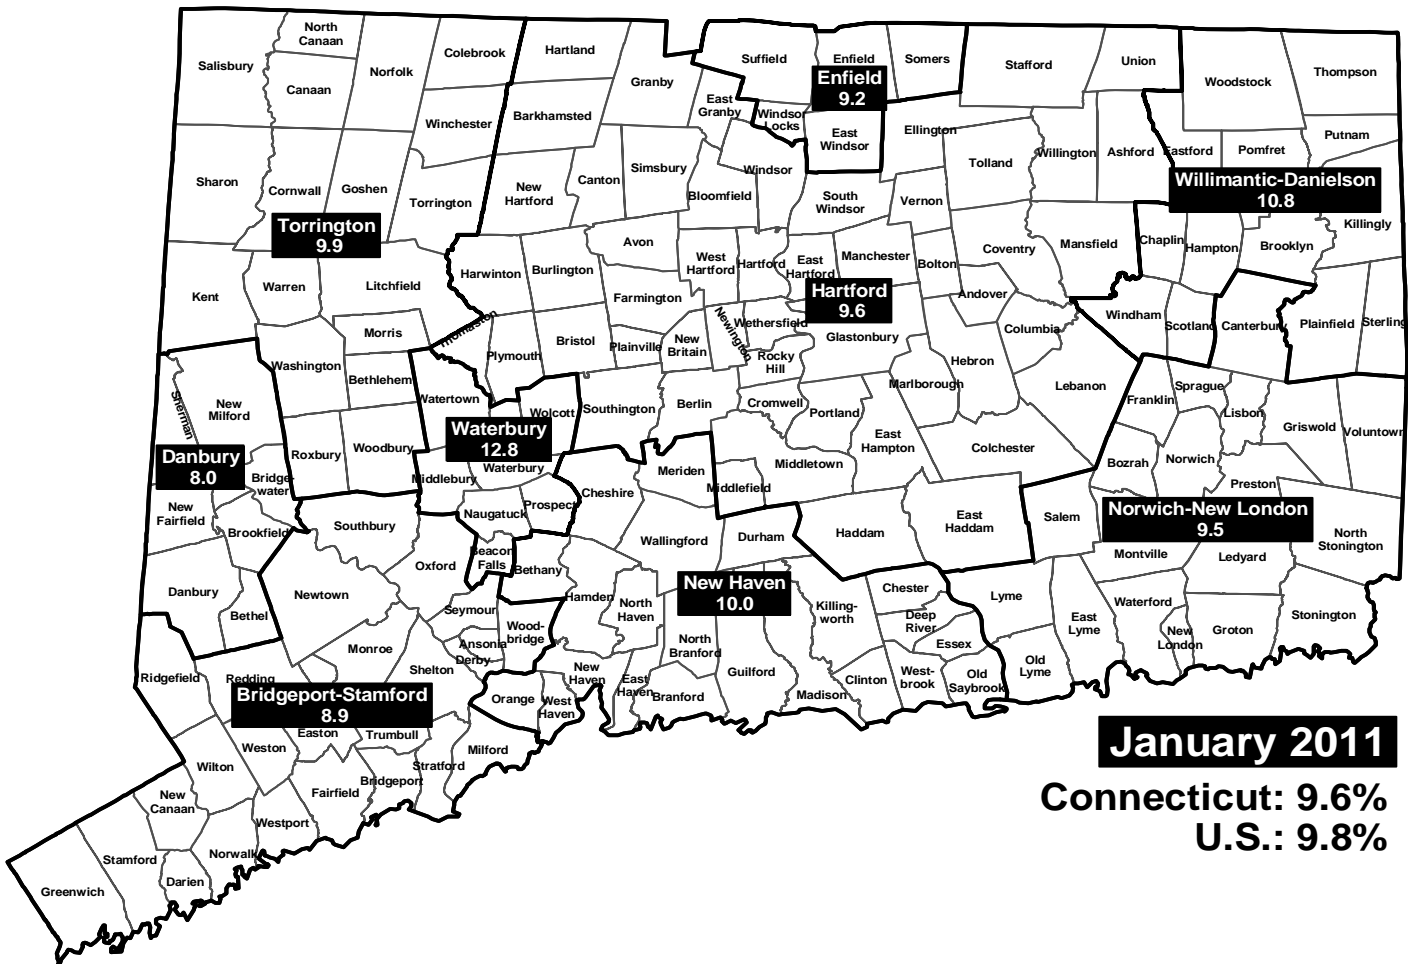 North
Canaan
Colebrook
Hartland
Suffield
Enfield
Somers
Stafford
Union
Salisbury
Norfolk
Canaan
Granby
Enfield
9.2
Woodstock
Thompson
East
Granby
Winchester
Barkhamsted
Windsor
Locks
East
Windsor
Ellington
Putnam
Tolland
Willington
Ashford
Eastford
Pomfret
Sharon
Cornwall
Goshen
Torrington
New
Hartford
Canton
Simsbury
Bloomfield
Windsor
South
Windsor
Vernon
Willimantic-Danielson
10.8
Torrington
9.9
Killingly
Avon
West
Hartford
Hartford
East
Hartford
Manchester
Bolton
Coventry
Mansfield
Chaplin
Hampton
Brooklyn
Kent
Warren
Litchfield
Harwinton
Burlington
Farmington
Hartford
9.6
Andover
Windham
Scotland
Canterbury
Plainfield
Sterling
Morris
Thomaston
Plymouth
Bristol
Plainville
New
Britain
Newington
Wethersfield
Rocky
Hill
Glastonbury
Columbia
Hebron
Washington
Bethlehem
Watertown
Wolcott
Southington
Berlin
Cromwell
Portland
Marlborough
Lebanon
Franklin
Sprague
Lisbon
Griswold
Voluntown
Sherman
New
Milford
Roxbury
Woodbury
Waterbury
12.8
Danbury
8.0
East
Hampton
Colchester
Bozrah
Norwich
Preston
Bridge-
water
Middlebury
Waterbury
Cheshire
Meriden
Middlefield
Middletown
New
Fairfield
Brookfield
Southbury
Naugatuck
Prospect
Wallingford
Durham
Haddam
East
Haddam
Salem
Norwich-New London
9.5
Montville
Ledyard
North
Stonington
Oxford
Beacon
Falls
Bethany
Hamden
New Haven
10.0
Danbury
Bethel
Newtown
Seymour
Wood-
bridge
North
Haven
Killing-
worth
Chester
Deep
River
Essex
Lyme
East
Lyme
Waterford
New
London
Groton
Stonington
Monroe
Ansonia
Derby
Shelton
North
Branford
Guilford
Ridgefield
Redding
Bridgeport-Stamford
8.9
Orange
West
Haven
New
Haven
East
Haven
Branford
Madison
Clinton
West-
brook
Old
Saybrook
Old
Lyme
Weston
Easton
Trumbull
Milford
Wilton
Bridgeport
Stratford
New
Canaan
Fairfield
Westport
Stamford
Norwalk
Darien
Greenwich
January 2011
Connecticut: 9.6%
U.S.: 9.8%